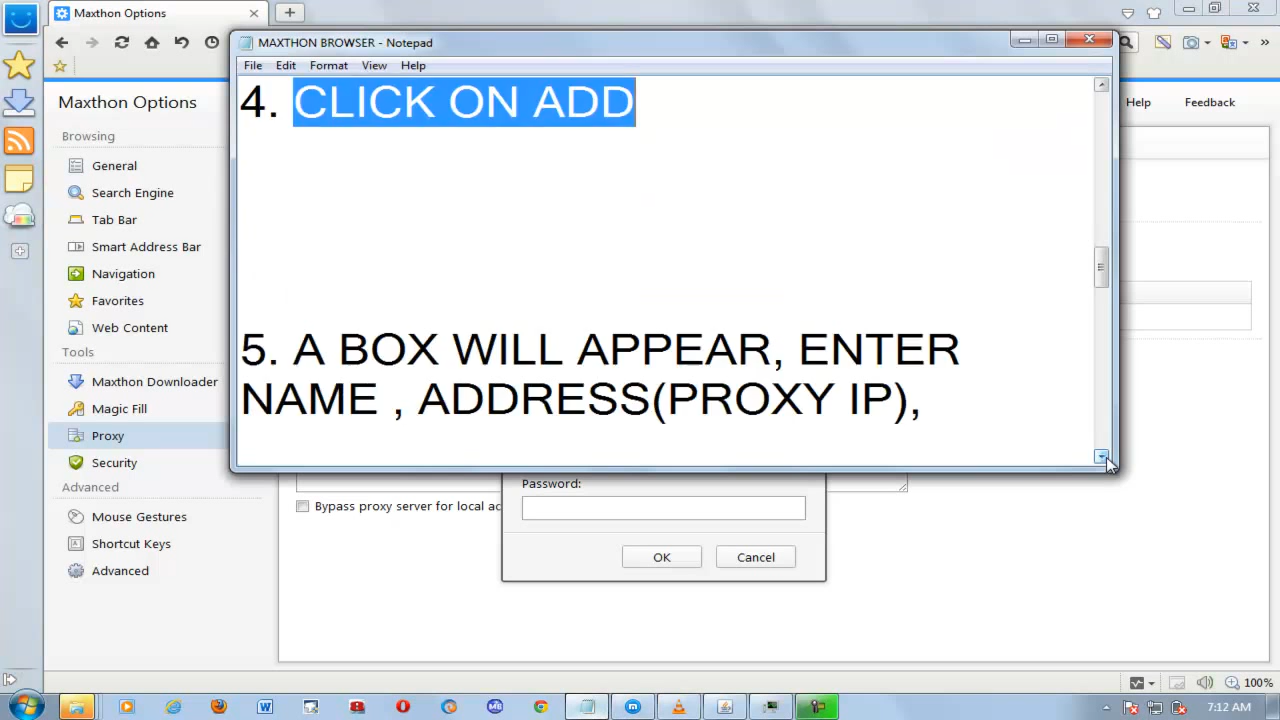 Maxthon Options
MAXTHON BROWSER - Notepad
File Edit Format View Help
4. CLICK ON ADD
5. A BOX WILL APPEAR, ENTER
NAME , ADDRESS(PROXY IP),
Maxthon Options
Help Feedback
Browsing
General
Search Engine
Tab Bar
Smart Address Bar
Navigation
Favorites
Web Content
Tools
Maxthon Downloader
Magic Fill
Proxy
Security
Advanced
Mouse Gestures
Shortcut Keys
Advanced
Password:
Bypass proxy server for local ad
OK Cancel
100%
7:12 AM